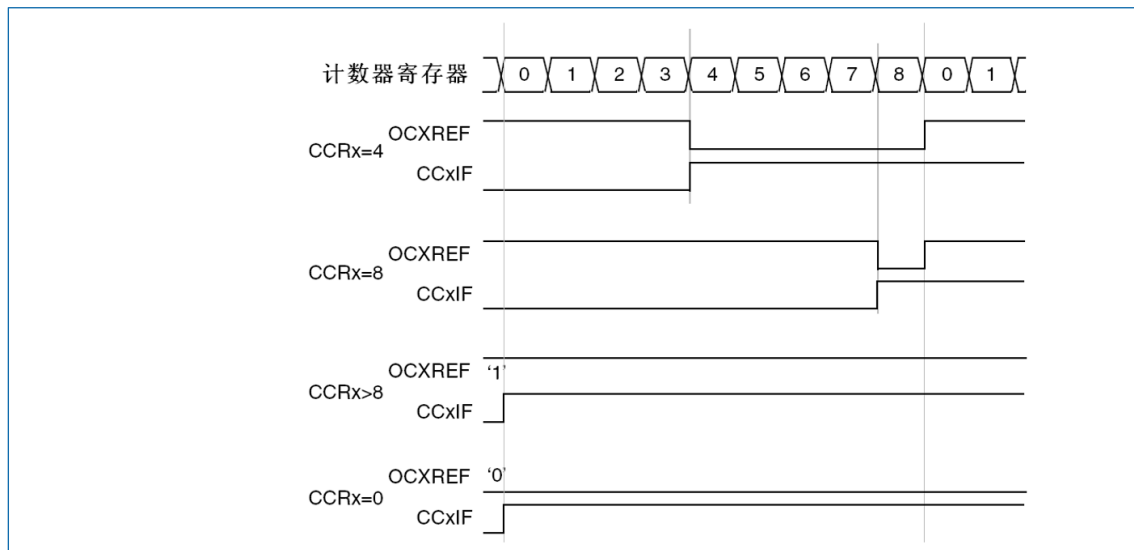 计数器寄存器 0 1 2 3 4 5 6 7 8 0 1
OCXREF
CCRx=4
CCxIF
OCXREF
CCRx=8
CCxIF
OCXREF ‘1’
CCRx>8
CCxIF
OCXREF ‘0’
CCRx=0
CCxIF